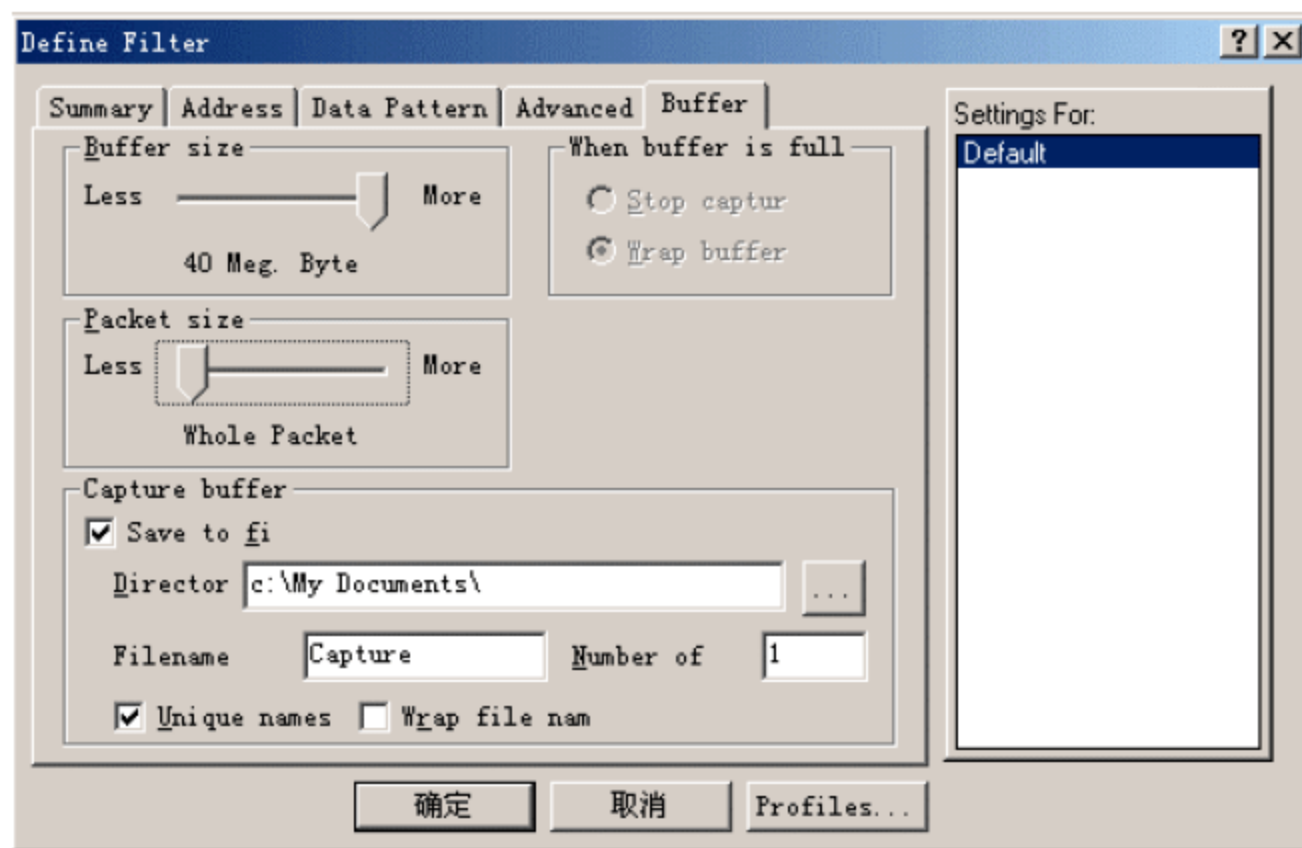 Define Filter
Summary Address Data Pattern Advanced Buffer
Buffer size
Less More
40 Meg. Byte
When buffer is full
Stop captur
Wrap buffer
Packet size
Less More
Whole Packet
Capture buffer
Save to fi
Director c:\My Documents\ ...
Filename Capture Number of 1
Unique names Wrap file nam
Settings For:
Default
确定 取消 Profiles...